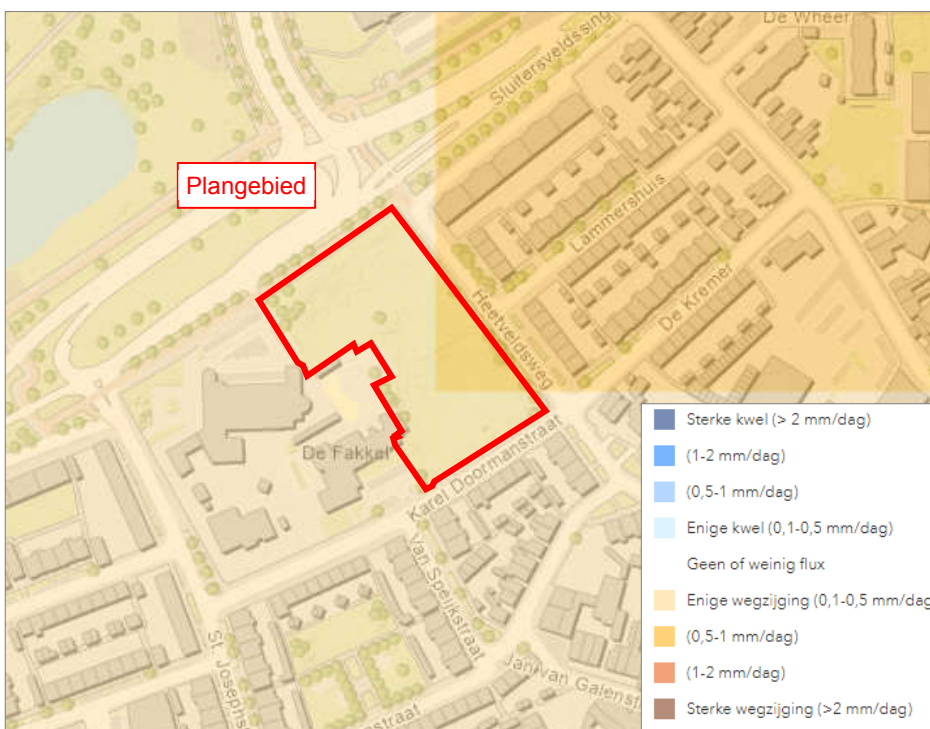 De Wheer
Sluitersveldssing
Plangebied
Lammershuis
De Kremer
Heetveldsweg
De Fakkel
Karel Doormanstraat
Van Speijkstraat
Jan van Galenst
St. Josephs
straat
Sterke kwel (> 2 mm/dag)
(1-2 mm/dag)
(0,5-1 mm/dag)
Enige kwel (0,1-0,5 mm/dag)
Geen of weinig flux
Enige wegzijging (0,1-0,5 mm/dag
(0,5-1 mm/dag)
(1-2 mm/dag)
Sterke wegzijging (>2 mm/dag)